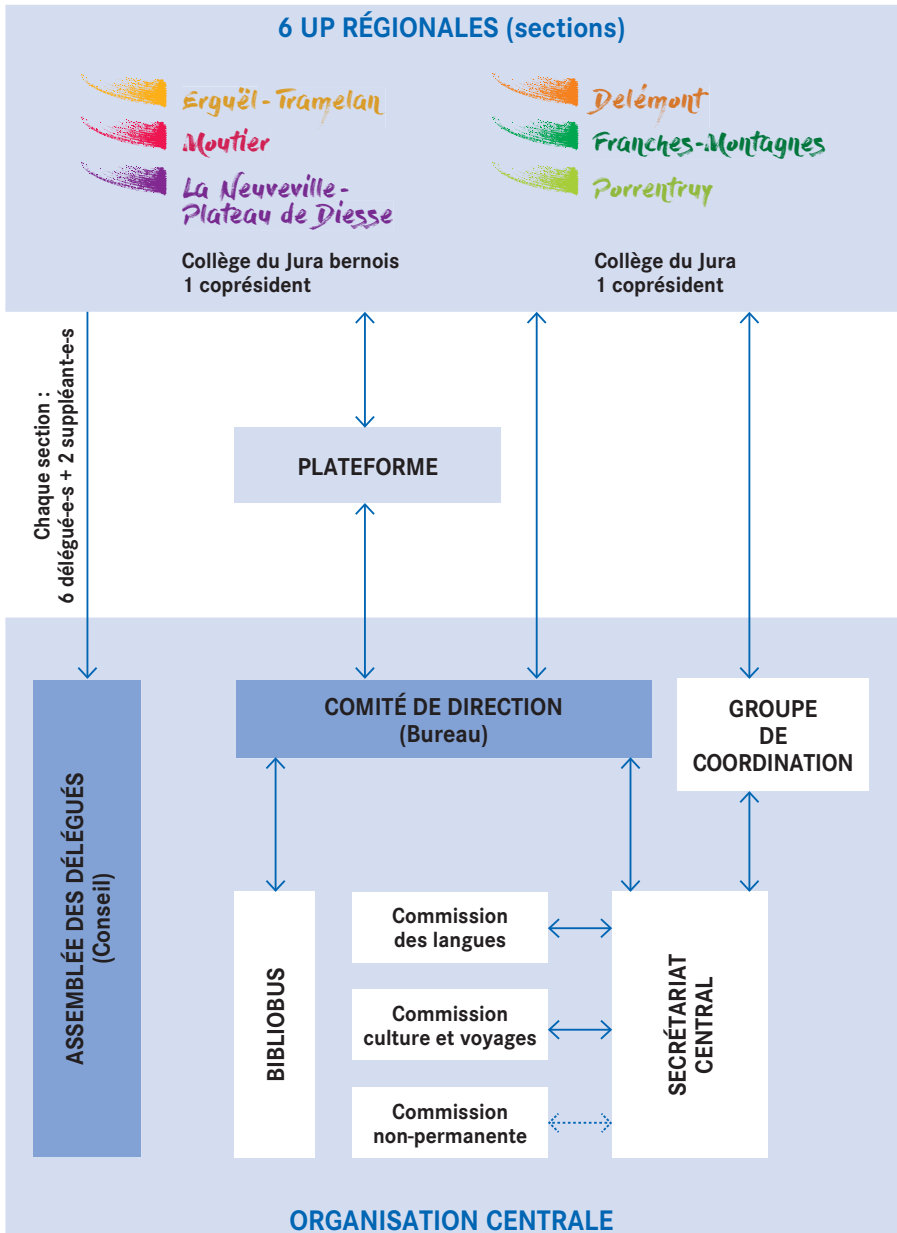 6 UP RÉGIONALES (sections)
Erguël - Tramelan
Moutier
La Neuveville -
Plateau de Diesse
Collège du Jura bernois
1 coprésident
Delémont
Franches-Montagnes
Porrentruy
Collège du Jura
1 coprésident
Chaque section :
6 délégué-e-s + 2 suppléant-e-s
PLATEFORME
ASSEMBLÉE DES DÉLÉGUÉS
(Conseil)
COMITÉ DE DIRECTION
(Bureau)
GROUPE
DE
COORDINATION
BIBLIOBUS
Commission
des langues
Commission
culture et voyages
Commission
non-permanente
SECRÉTARIAT
CENTRAL
ORGANISATION CENTRALE